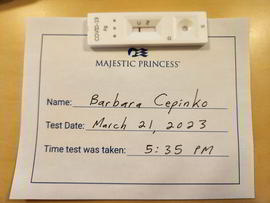 COVID-19
Ag
C
T
S
MAJESTIC PRINCESS
Name: Barbara Cepinko
Test Date: March 21, 2023
Time test was taken: 5:35 PM